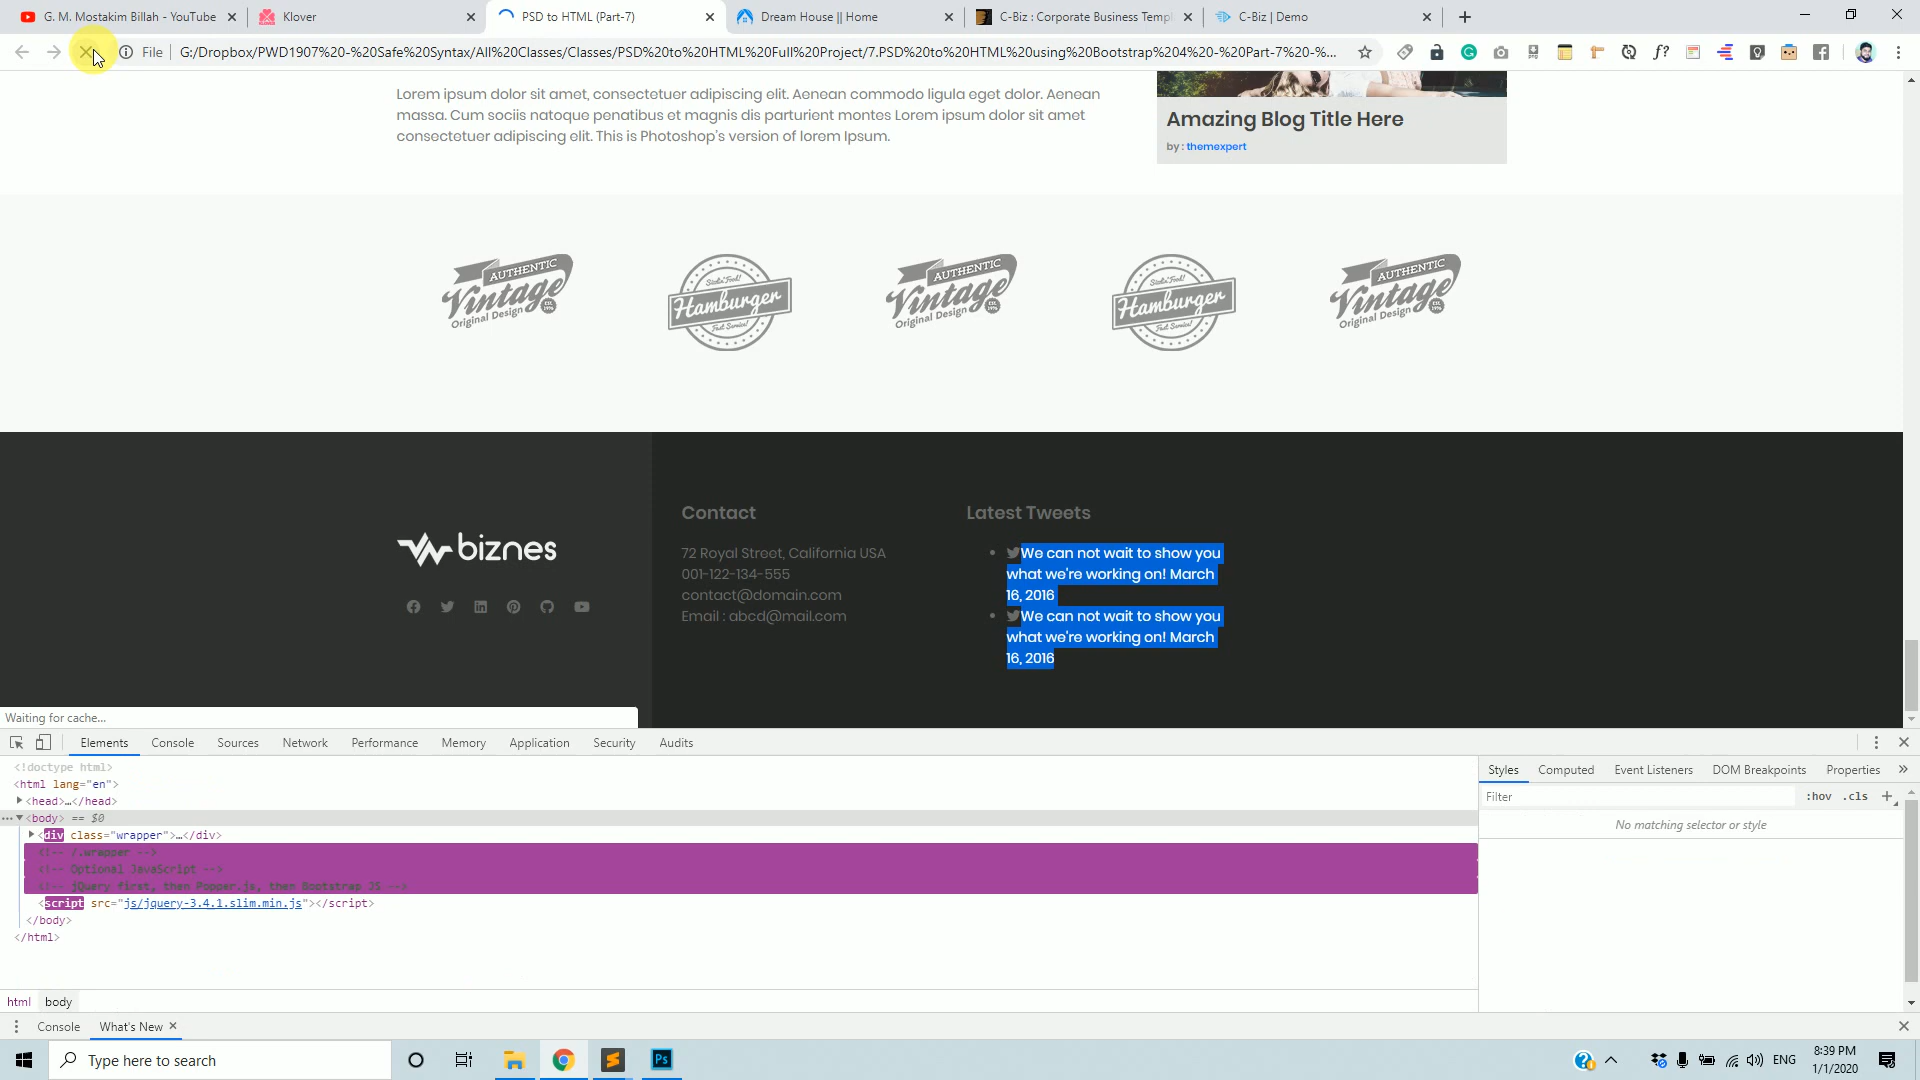 G. M. Mostakim Billah - YouTube
Klover
PSD to HTML (Part-7)
Dream House || Home
C-Biz : Corporate Business Templ
C-Biz | Demo
File
G:/Dropbox/PWD1907%20-%20Safe%20Syntax/All%20Classes/Classes/PSD%20to%20HTML%20Full%20Project/7.PSD%20to%20HTML%20using%20Bootstrap%204%20-%20Part-7%20-%...
Lorem ipsum dolor sit amet, consectetuer adipiscing elit. Aenean commodo ligula eget dolor. Aenean
massa. Cum sociis natoque penatibus et magnis dis parturient montes Lorem ipsum dolor sit amet
consectetuer adipiscing elit. This is Photoshop's version of lorem Ipsum.
Amazing Blog Title Here
by : themexpert
AUTHENTIC
Vintage
Original Design
Hamburger
Fast Service!
AUTHENTIC
Vintage
Original Design
Hamburger
Fast Service!
AUTHENTIC
Vintage
Original Design
biznes
Contact
72 Royal Street, California USA
001-122-134-555
contact@domain.com
Email : abcd@mail.com
Latest Tweets
We can not wait to show you
what we're working on! March
16, 2016
We can not wait to show you
what we're working on! March
16, 2016
Waiting for cache...
Elements
Console
Sources
Network
Performance
Memory
Application
Security
Audits
<!doctype html>
<html lang="en">
<head>…</head>
<body> == $0
<div class="wrapper">…</div>
<!-- /.wrapper -->
<!-- Optional JavaScript -->
<!-- jQuery first, then Popper.js, then Bootstrap JS -->
<script src="js/jquery-3.4.1.slim.min.js"></script>
</body>
</html>
html
body
Styles
Computed
Event Listeners
DOM Breakpoints
Properties
Filter
:hov
.cls
No matching selector or style
Console
What's New
Type here to search
Ps
ENG
8:39 PM
1/1/2020